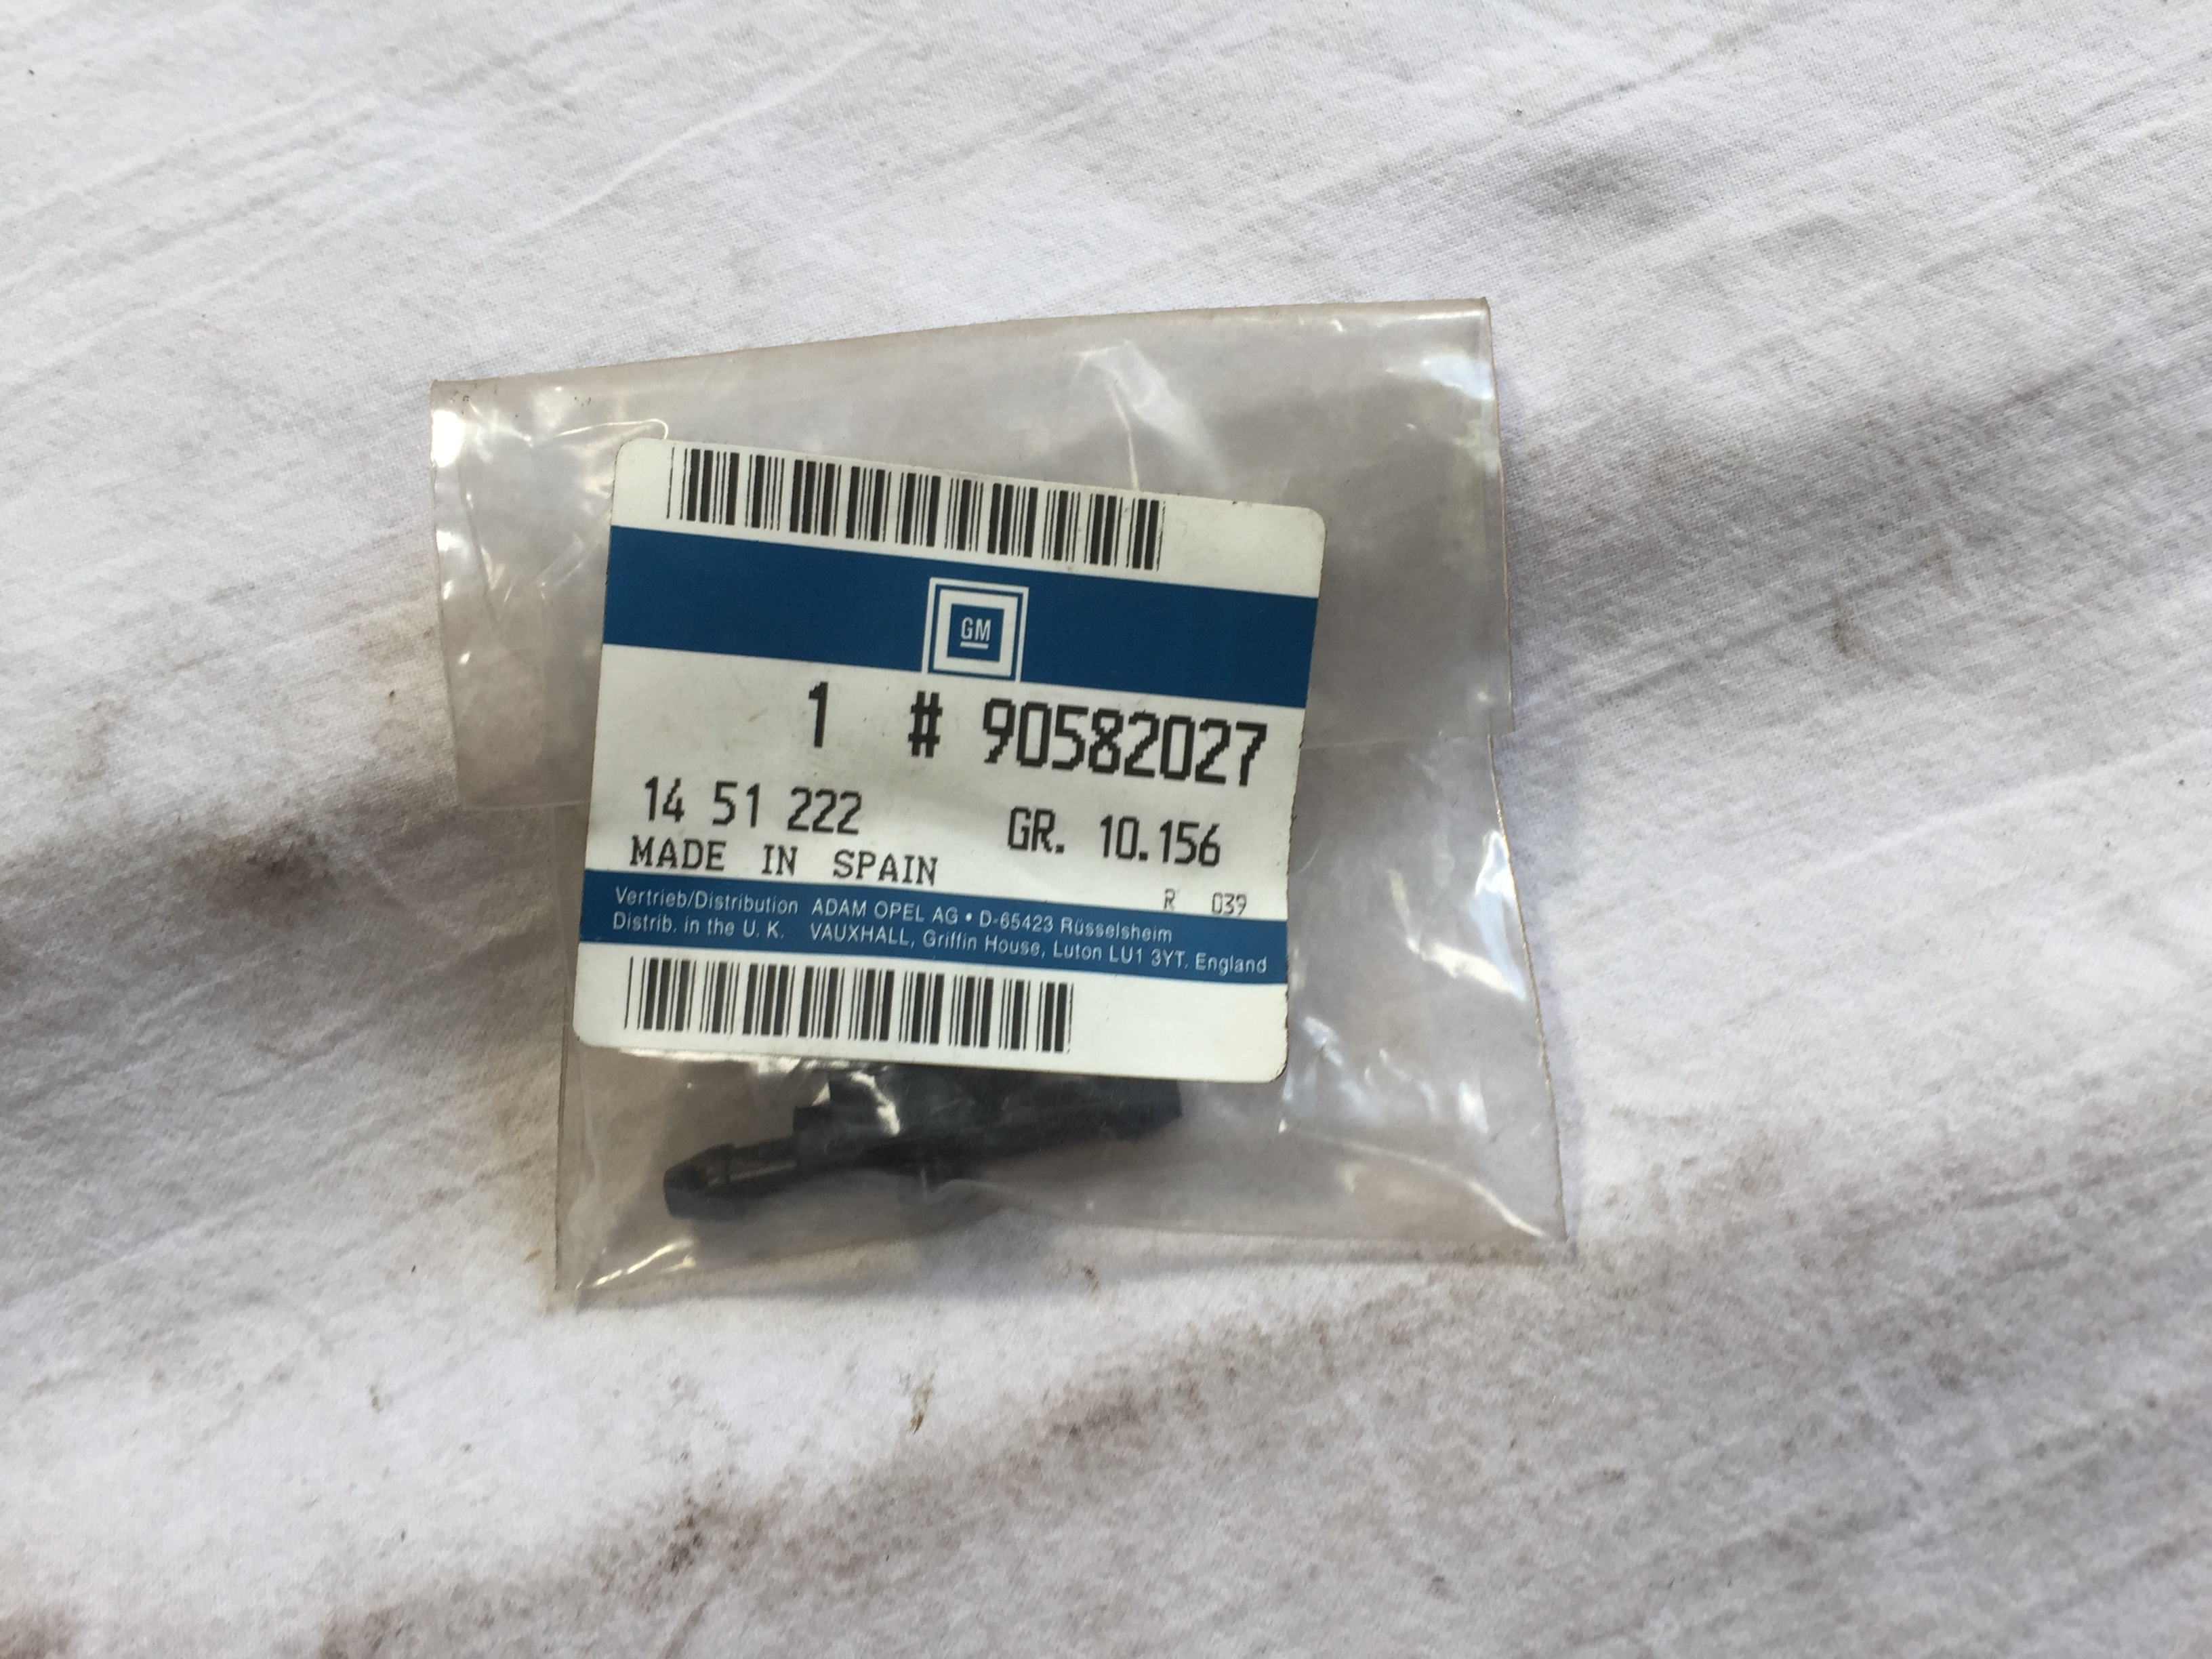 GM
1 # 90582027
14 51 222 GR. 10.156
MADE IN SPAIN
R 039
Vertrieb/Distribution ADAM OPEL AG • D-65423 Rüsselsheim
Distrib. in the U. K. VAUXHALL, Griffin House, Luton LU1 3YT. England